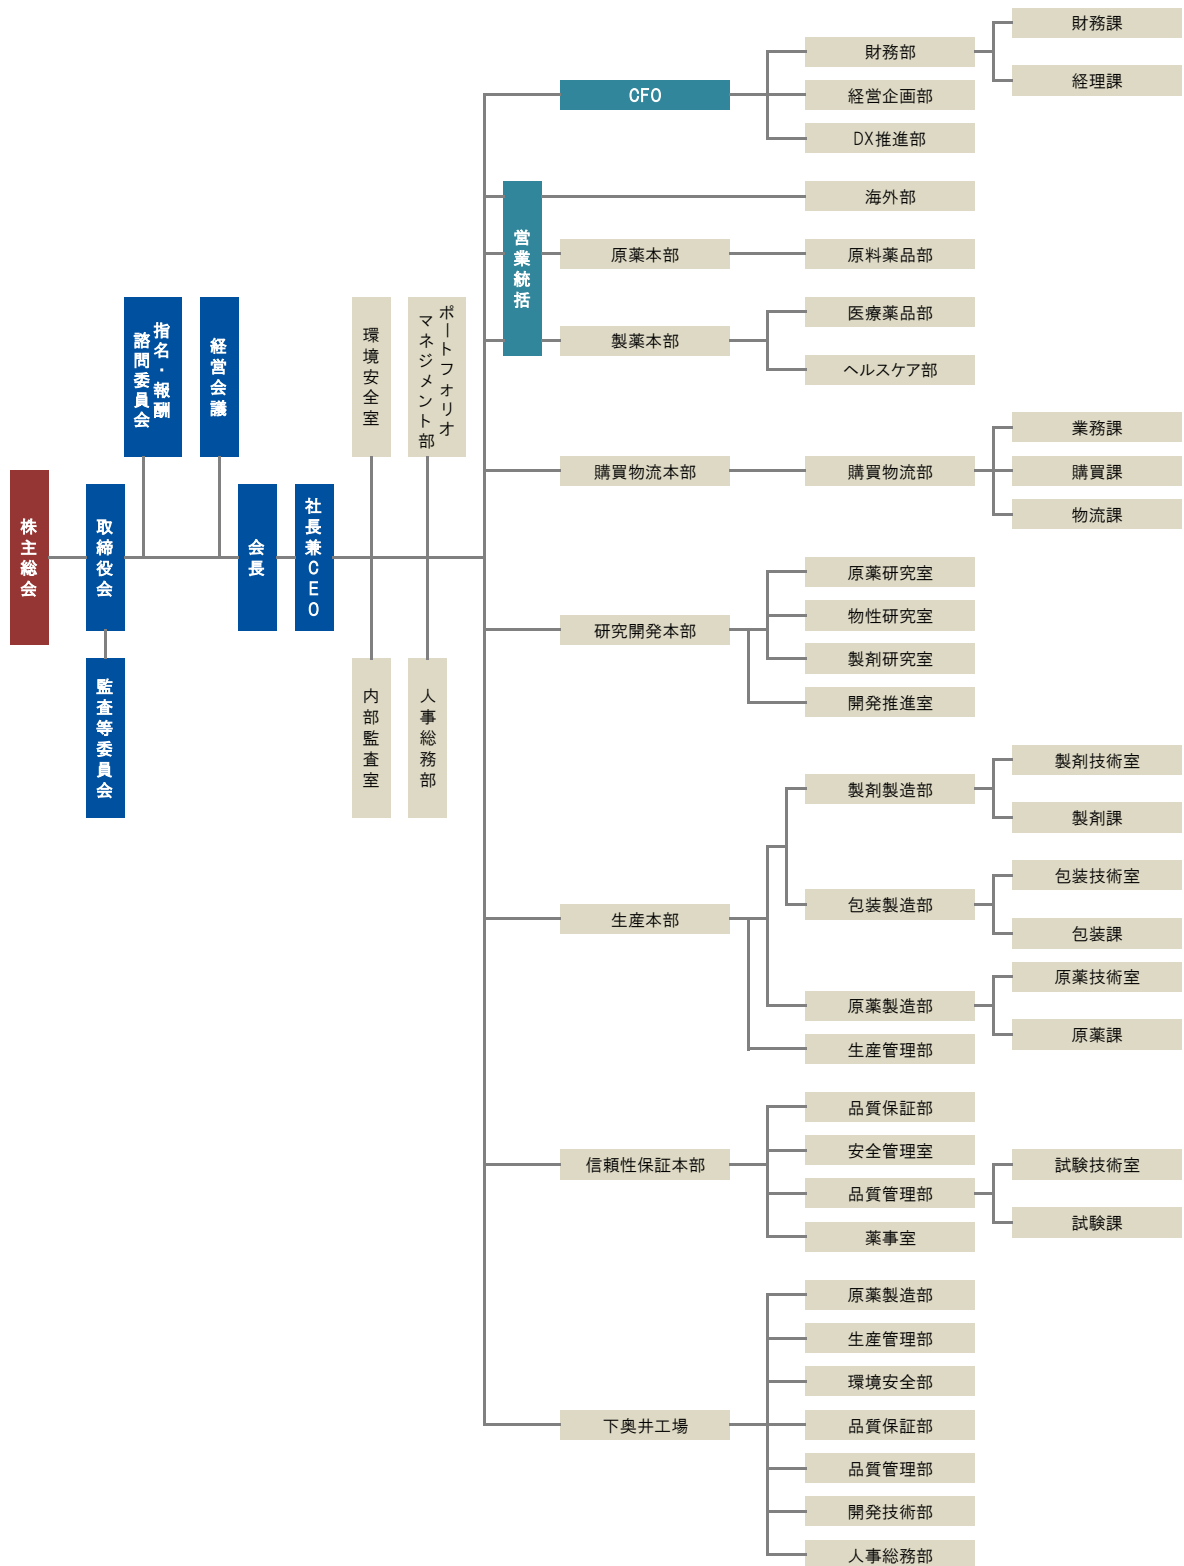 株主総会
取締役会
監査等委員会
指名・報酬
諮問委員会
経営会議
会長
社長兼CEO
環境安全室
ポートフォリオ
マネジメント部
内部監査室
人事総務部
CFO
財務部
財務課
経理課
経営企画部
DX推進部
営業統括
海外部
原薬本部
原料薬品部
製薬本部
医療薬品部
ヘルスケア部
購買物流本部
購買物流部
業務課
購買課
物流課
研究開発本部
原薬研究室
物性研究室
製剤研究室
開発推進室
生産本部
製剤製造部
製剤技術室
製剤課
包装製造部
包装技術室
包装課
原薬製造部
原薬技術室
原薬課
生産管理部
信頼性保証本部
品質保証部
安全管理室
品質管理部
試験技術室
試験課
薬事室
下奥井工場
原薬製造部
生産管理部
環境安全部
品質保証部
品質管理部
開発技術部
人事総務部